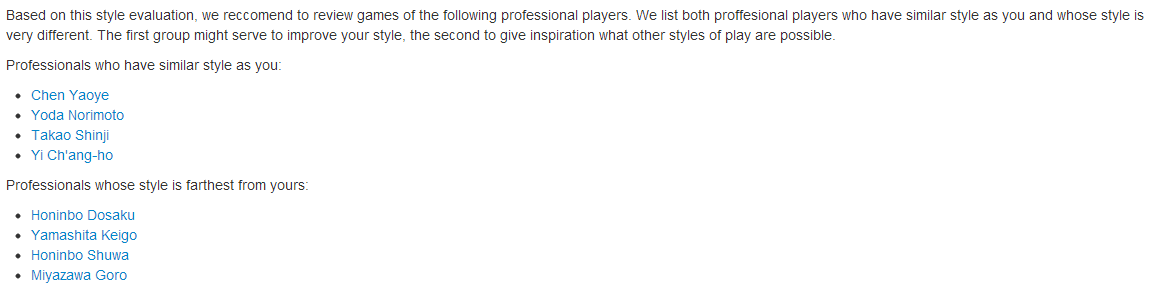 Based on this style evaluation, we reccomend to review games of the following professional players. We list both proffesional players who have similar style as you and whose style is
very different. The first group might serve to improve your style, the second to give inspiration what other styles of play are possible.
Professionals who have similar style as you:
Chen Yaoye
Yoda Norimoto
Takao Shinji
Yi Ch'ang-ho
Professionals whose style is farthest from yours:
Honinbo Dosaku
Yamashita Keigo
Honinbo Shuwa
Miyazawa Goro